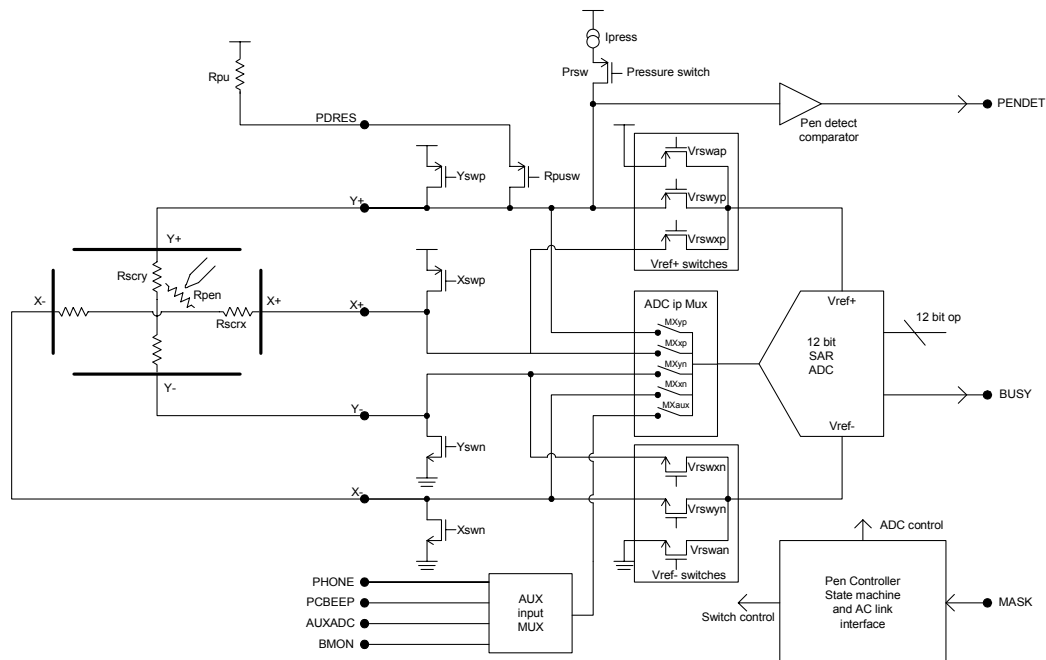 Ipress
Prsw
Pressure switch
Rpu
PDRES
PENDET
Pen detect
comparator
Yswp
Rpusw
Vrswap
Vrswyp
Vrswxp
Vref+ switches
Y+
Y+
Rscry
Rpen
X-
X+
Rscrx
Y-
X+
Xswp
ADC ip Mux
MXyp
MXxp
MXyn
MXxn
MXaux
Vref+
12 bit
SAR
ADC
Vref-
12 bit op
BUSY
Y-
Yswn
X-
Xswn
Vrswxn
Vrswyn
Vrswan
Vref- switches
ADC control
Pen Controller
State machine
and AC link
interface
MASK
Switch control
PHONE
PCBEEP
AUXADC
BMON
AUX
input
MUX